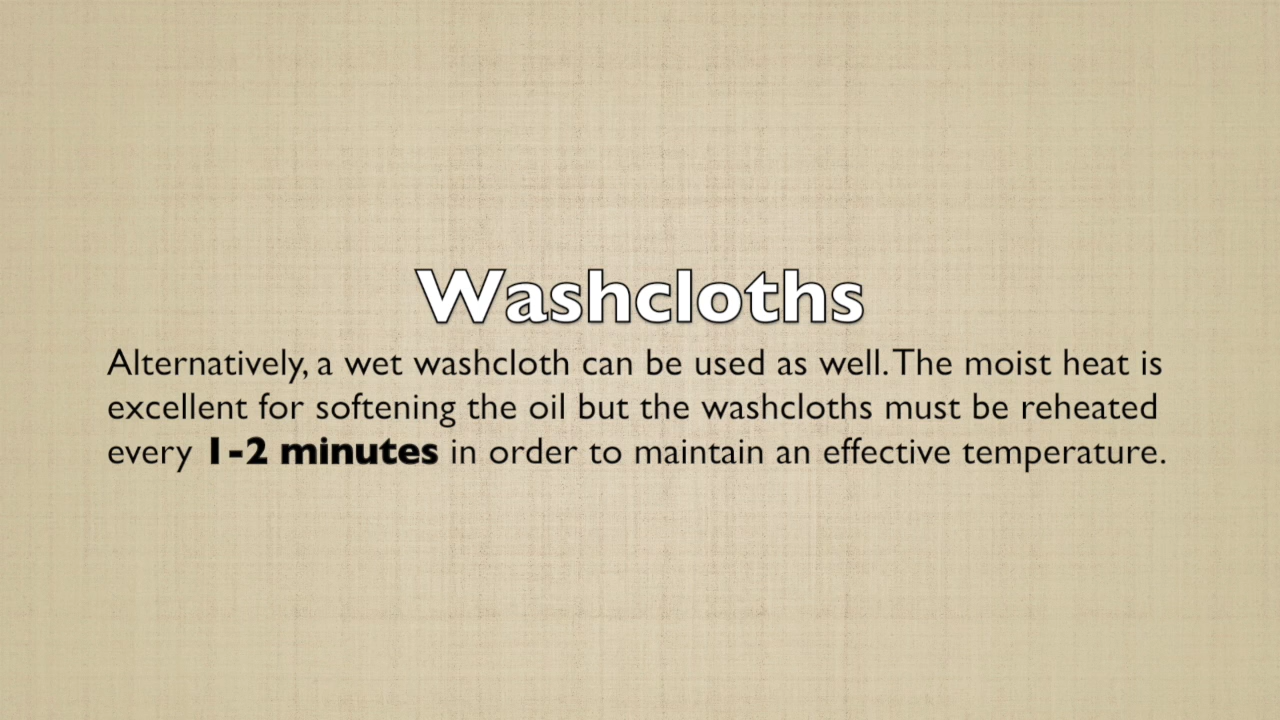 Washcloths
Alternatively, a wet washcloth can be used as well. The moist heat is
excellent for softening the oil but the washcloths must be reheated
every 1-2 minutes in order to maintain an effective temperature.